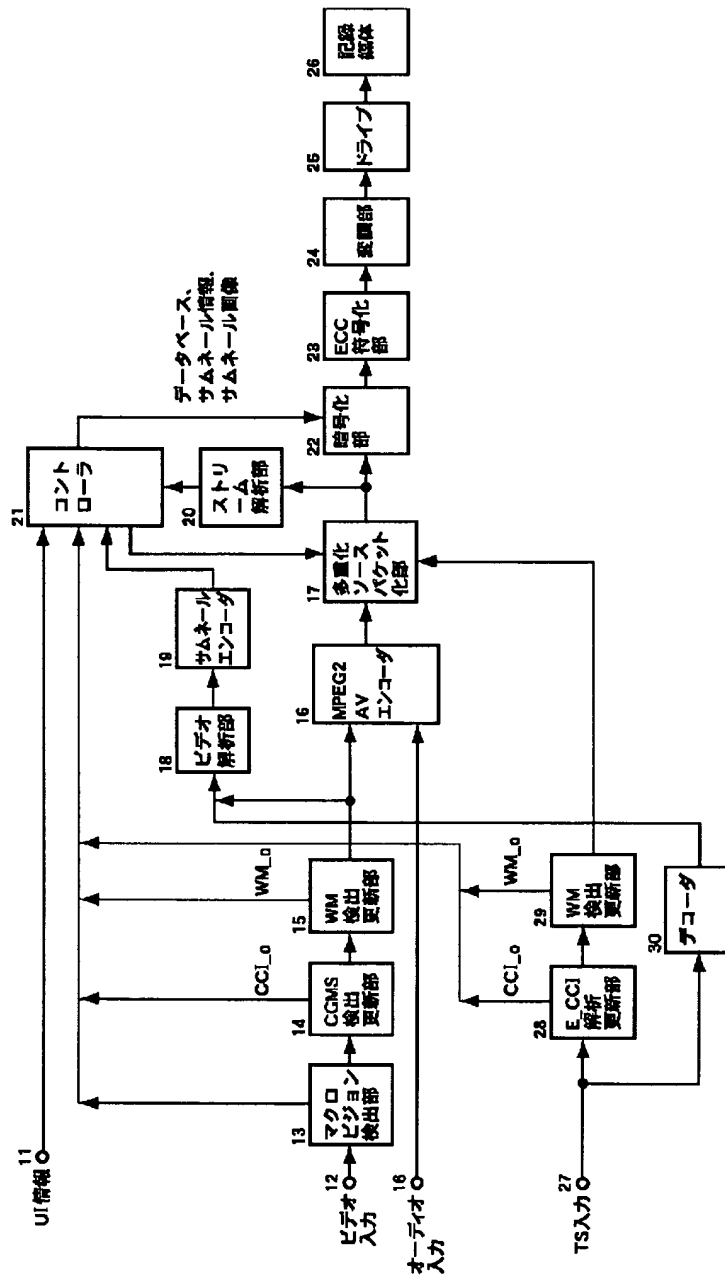 11
UI情報
12
ビデオ
入力
16
オーディオ
入力
27
TS入力
13
マクロ
ビジョン
検出部
14
CGMS
検出
更新部
CCI_o
15
WM
検出
更新部
WM_o
18
ビデオ
解析部
19
サムネール
エンコーダ
21
コント
ローラ
20
ストリ
ーム
解析部
データベース、
サムネール情報、
サムネール画像
16
MPEG2
AV
エンコーダ
17
多重化
ソース
パケット
化部
22
暗号化
部
23
ECC
符号化
部
24
変調部
25
ドライブ
26
記録
媒体
28
E_CCI
解析
更新部
CCI_o
29
WM
検出
更新部
WM_o
30
デコーダ